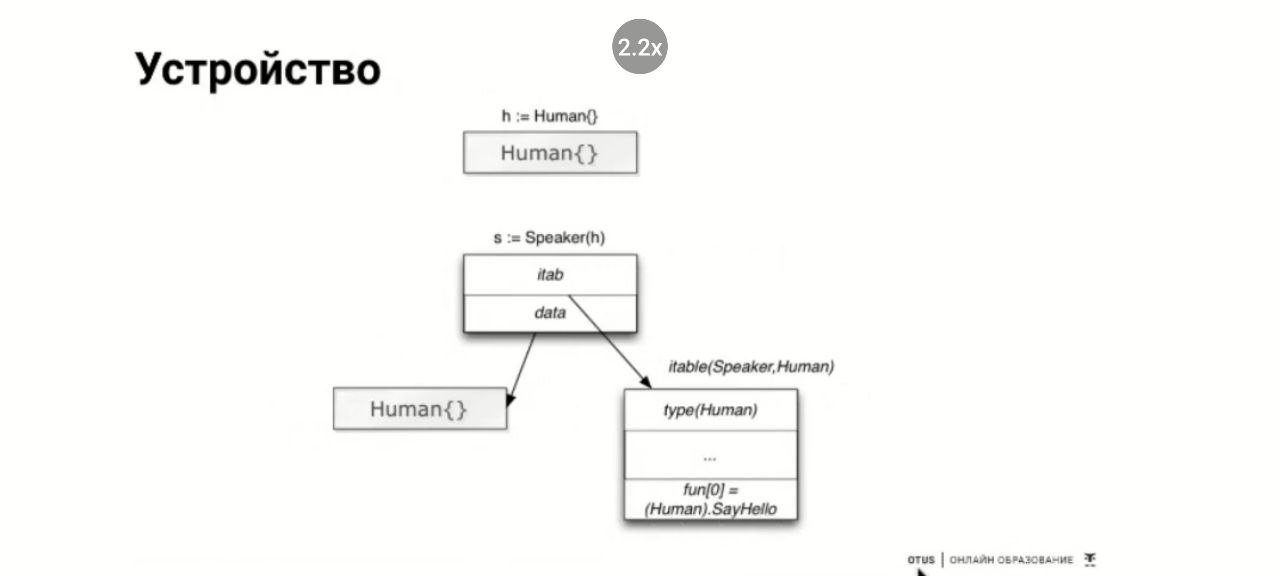 2.2x
Устройство
h := Human{}
Human{}
s := Speaker(h)
itab
data
itable(Speaker,Human)
Human{}
type(Human)
...
fun[0] =
(Human).SayHello
OTUS | ОНЛАЙН ОБРАЗОВАНИЕ